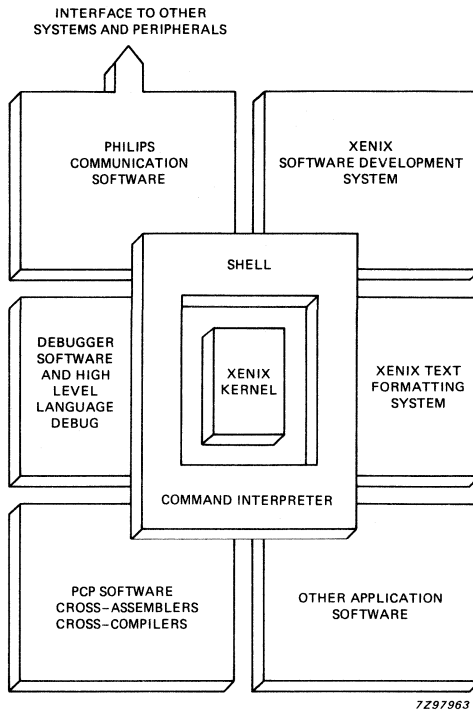 INTERFACE TO OTHER
SYSTEMS AND PERIPHERALS
PHILIPS
COMMUNICATION
SOFTWARE
XENIX
SOFTWARE DEVELOPMENT
SYSTEM
SHELL
DEBUGGER
SOFTWARE
AND HIGH
LEVEL
LANGUAGE
DEBUG
XENIX
KERNEL
XENIX TEXT
FORMATTING
SYSTEM
COMMAND INTERPRETER
PCP SOFTWARE
CROSS-ASSEMBLERS
CROSS-COMPILERS
OTHER APPLICATION
SOFTWARE
7Z97963